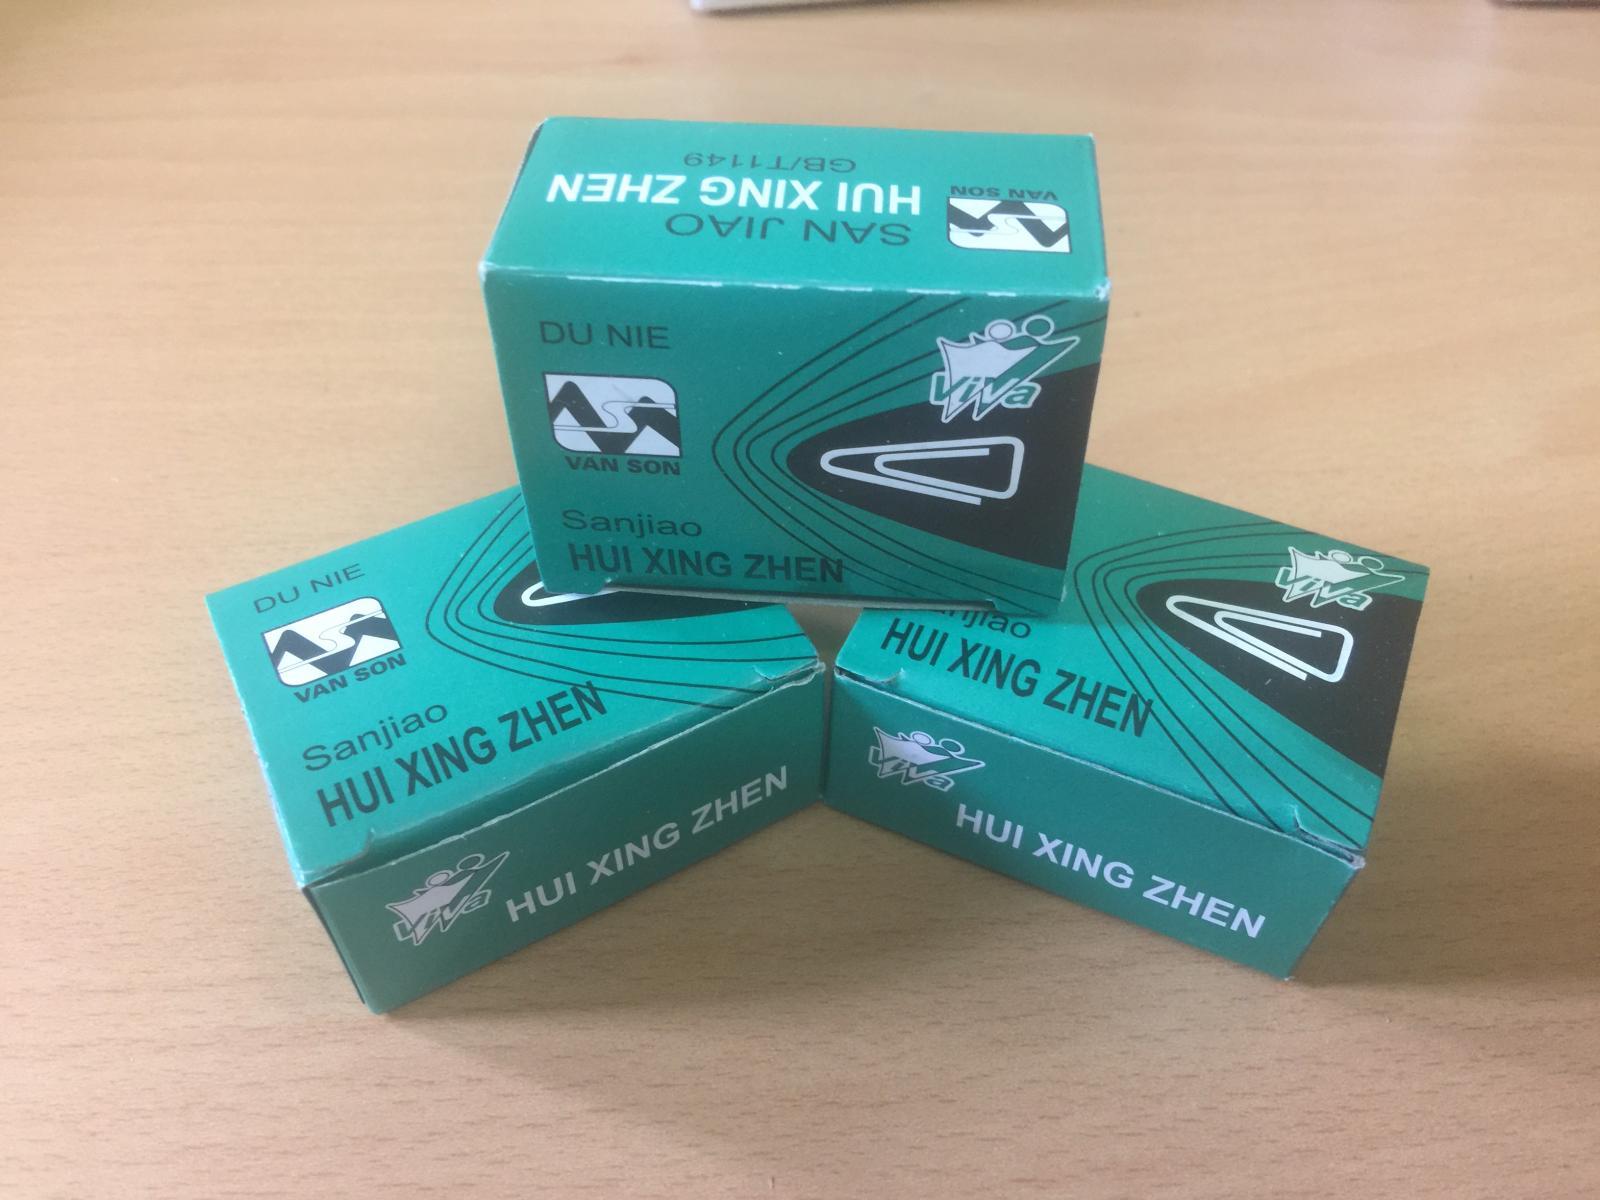 GB/T1149
HUI XING ZHEN
SAN JIAO
VAN SON
DU NIE
ViVa
VAN SON
Sanjiao
HUI XING ZHEN
DU NIE
VAN SON
Sanjiao
HUI XING ZHEN
ViVa
HUI XING ZHEN
ViVa
HUI XING ZHEN
ViVa
HUI XING ZHEN